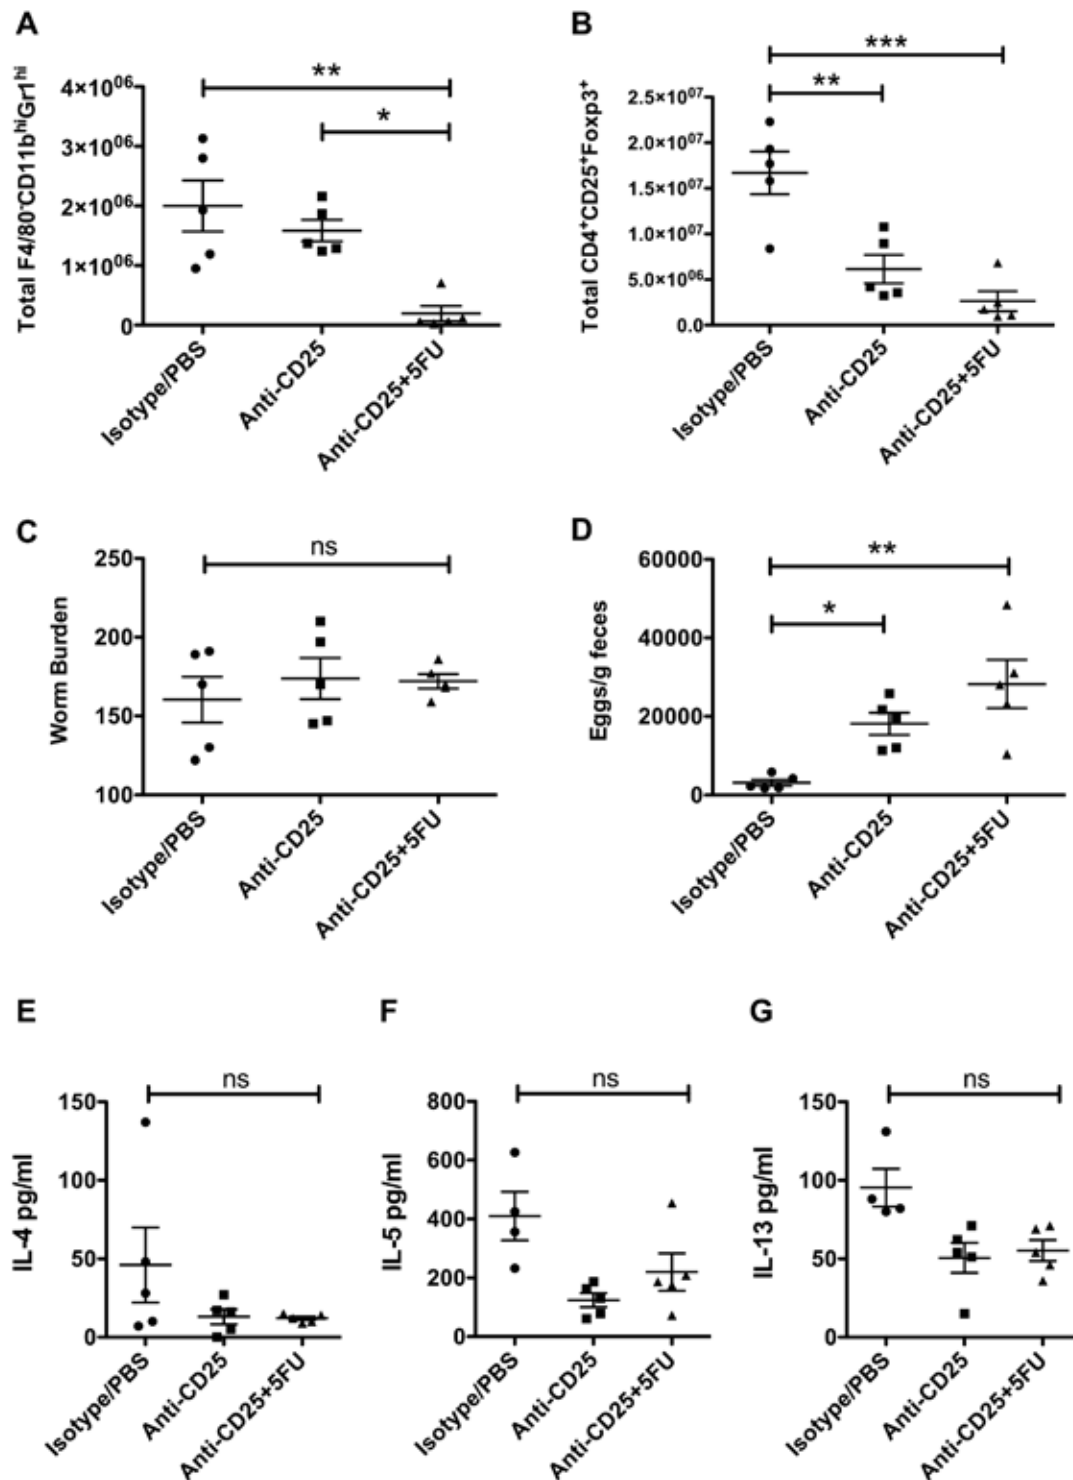 A
Total F4/80⁻CD11bʰⁱGr1ʰⁱ
4×10⁰⁶
3×10⁰⁶
2×10⁰⁶
1×10⁰⁶
0
**
*
Isotype/PBS
Anti-CD25
Anti-CD25+5FU
B
Total CD4⁺CD25⁺Foxp3⁺
2.5×10⁰⁷
2.0×10⁰⁷
1.5×10⁰⁷
1.0×10⁰⁷
5.0×10⁰⁶
0.0
***
**
Isotype/PBS
Anti-CD25
Anti-CD25+5FU
C
Worm Burden
250
200
150
100
ns
Isotype/PBS
Anti-CD25
Anti-CD25+5FU
D
Eggs/g feces
60000
40000
20000
0
**
*
Isotype/PBS
Anti-CD25
Anti-CD25+5FU
E
IL-4 pg/ml
150
100
50
0
ns
Isotype/PBS
Anti-CD25
Anti-CD25+5FU
F
IL-5 pg/ml
800
600
400
200
0
ns
Isotype/PBS
Anti-CD25
Anti-CD25+5FU
G
IL-13 pg/ml
150
100
50
0
ns
Isotype/PBS
Anti-CD25
Anti-CD25+5FU